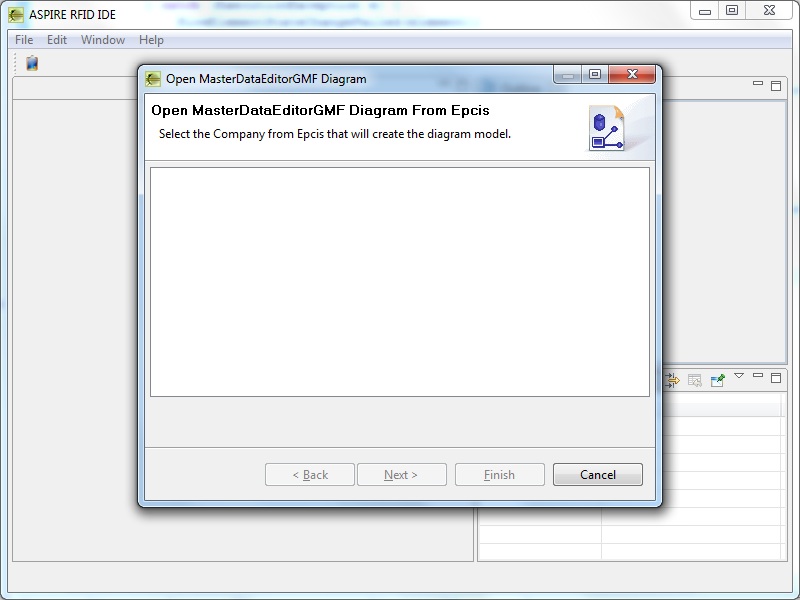 ASPIRE RFID IDE
File Edit Window Help
Open MasterDataEditorGMF Diagram
Open MasterDataEditorGMF Diagram From Epcis
Select the Company from Epcis that will create the diagram model.
< Back Next > Finish Cancel